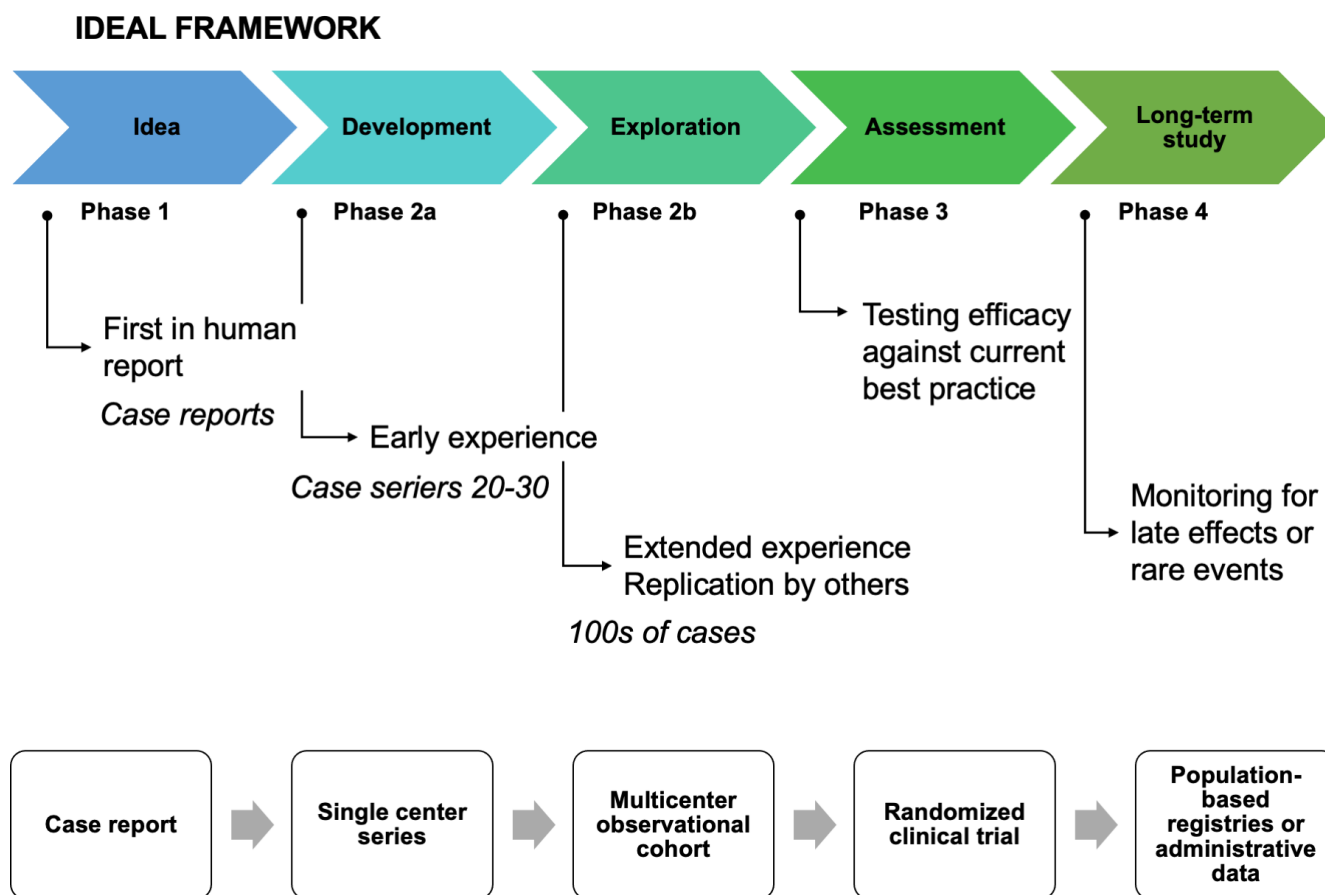 IDEAL FRAMEWORK
Idea
Development
Exploration
Assessment
Long-term
study
Phase 1
Phase 2a
Phase 2b
Phase 3
Phase 4
First in human
report
Case reports
Early experience
Case seriers 20-30
Extended experience
Replication by others
100s of cases
Testing efficacy
against current
best practice
Monitoring for
late effects or
rare events
Case report
Single center
series
Multicenter
observational
cohort
Randomized
clinical trial
Population-
based
registries or
administrative
data